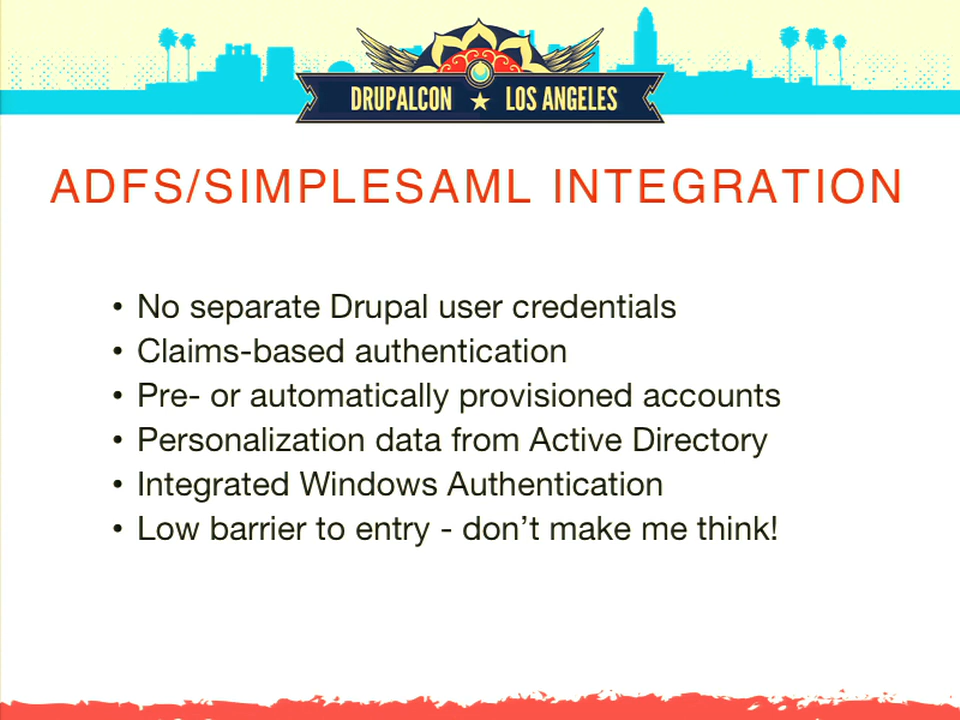 DRUPALCON ★ LOS ANGELES
ADFS/SIMPLESAML INTEGRATION
• No separate Drupal user credentials
• Claims-based authentication
• Pre- or automatically provisioned accounts
• Personalization data from Active Directory
• Integrated Windows Authentication
• Low barrier to entry - don’t make me think!